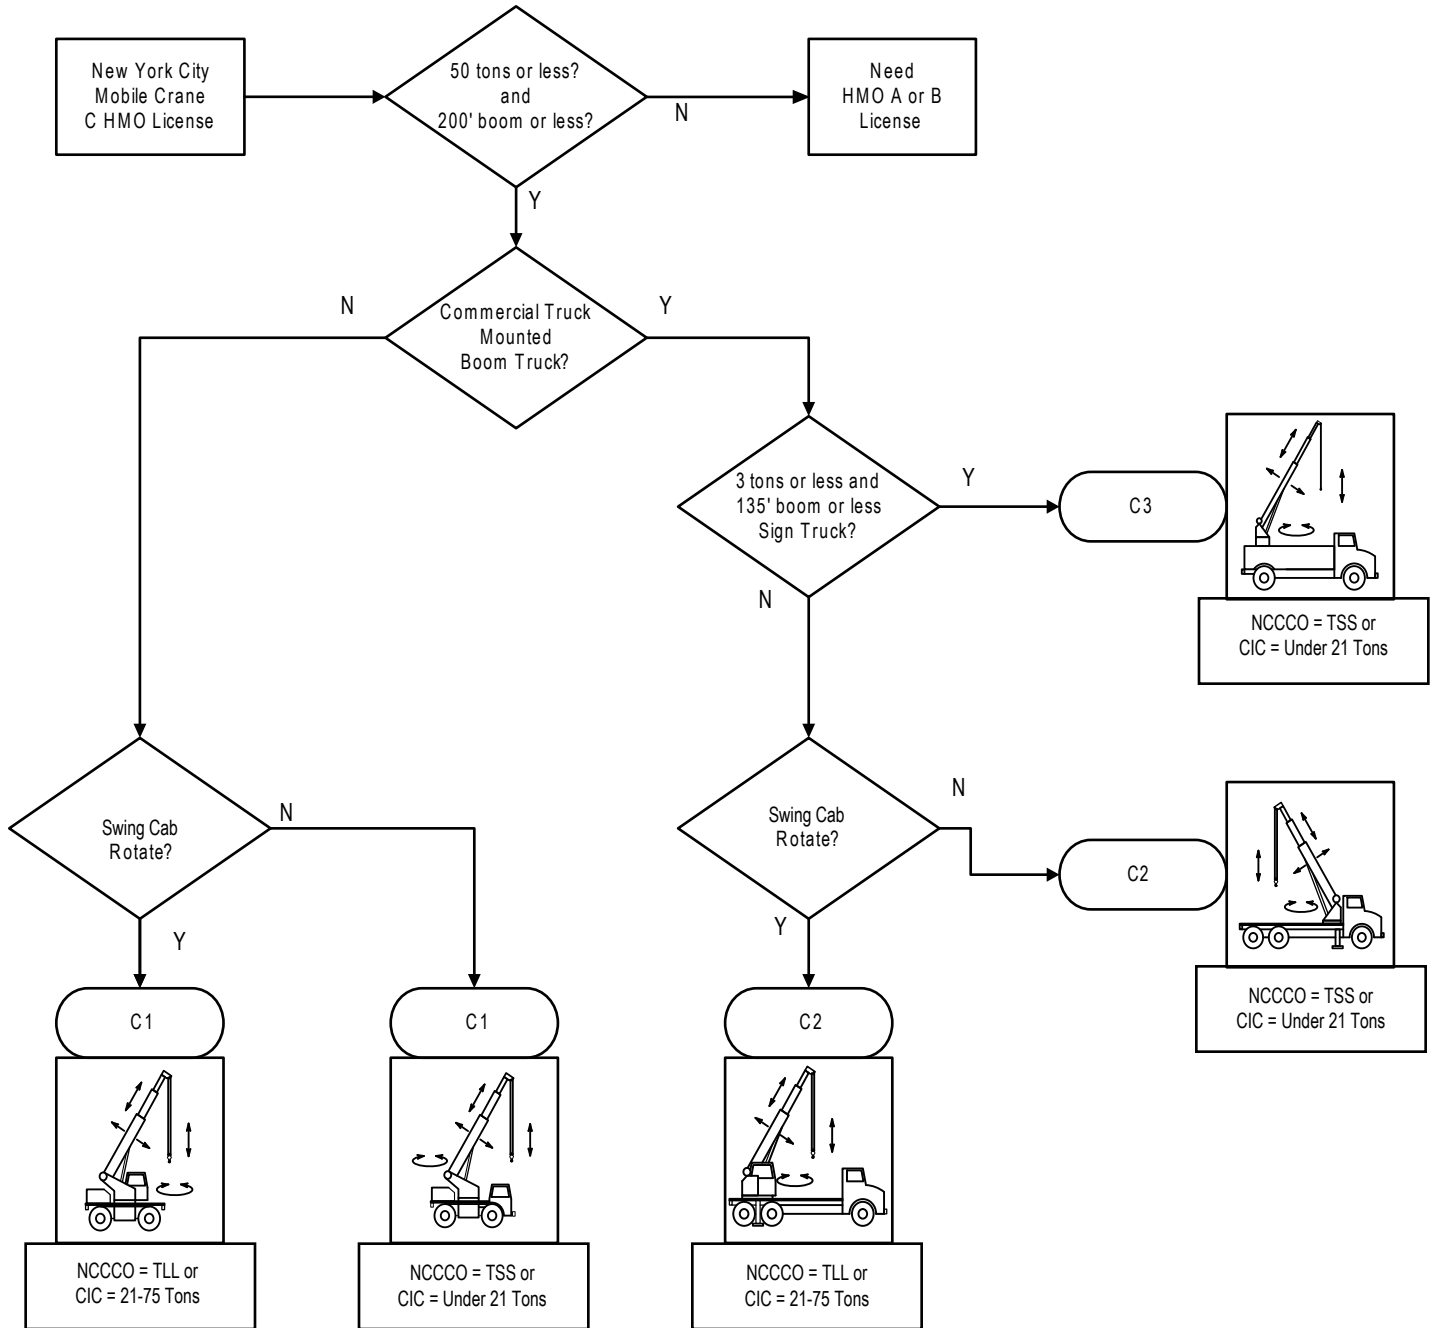 New York City
Mobile Crane
C HMO License
50 tons or less?
and
200' boom or less?
N
Need
HMO A or B
License
Y
N
Commercial Truck
Mounted
Boom Truck?
Y
3 tons or less and
135' boom or less
Sign Truck?
Y
C3
NCCCO = TSS or
CIC = Under 21 Tons
N
Swing Cab
Rotate?
N
Y
C1
NCCCO = TLL or
CIC = 21-75 Tons
C1
NCCCO = TSS or
CIC = Under 21 Tons
Swing Cab
Rotate?
N
C2
NCCCO = TSS or
CIC = Under 21 Tons
Y
C2
NCCCO = TLL or
CIC = 21-75 Tons